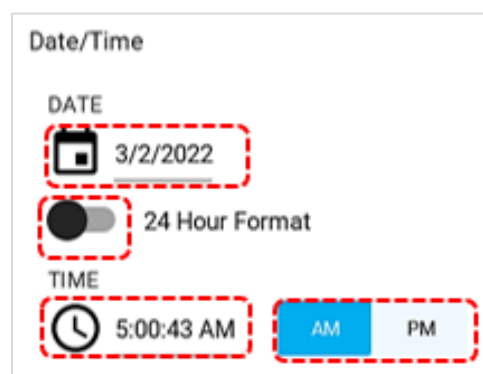 Date/Time
DATE
3/2/2022
24 Hour Format
TIME
5:00:43 AM AM PM